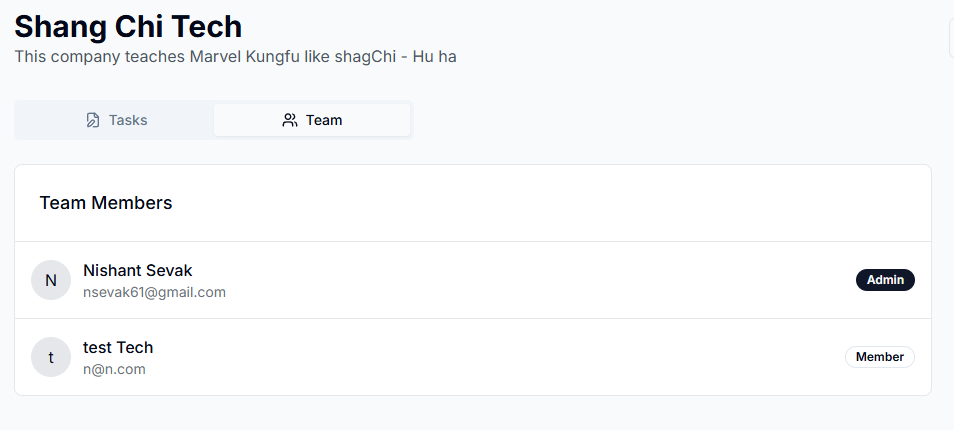 Shang Chi Tech
This company teaches Marvel Kungfu like shagChi - Hu ha
Tasks
Team
Team Members
N
Nishant Sevak
nsevak61@gmail.com
Admin
t
test Tech
n@n.com
Member